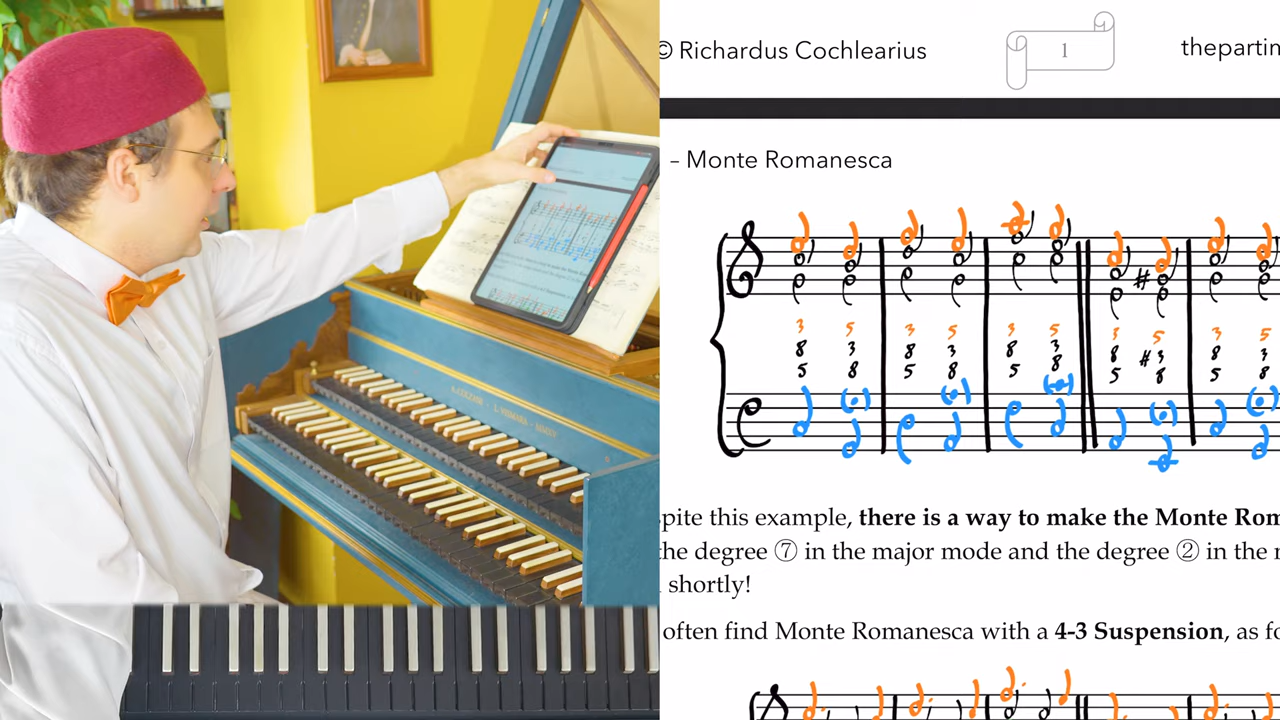 © Richardus Cochlearius
1
thepartin
– Monte Romanesca
3 5 3 5 3 5 3 5 3 5
8 3 8 3 8 3 8 #3 8 3
5 8 5 8 5 8 5 8 5 8
spite this example, there is a way to make the Monte Rom
the degree ⑦ in the major mode and the degree ② in the m
shortly!
often find Monte Romanesca with a 4-3 Suspension, as fo